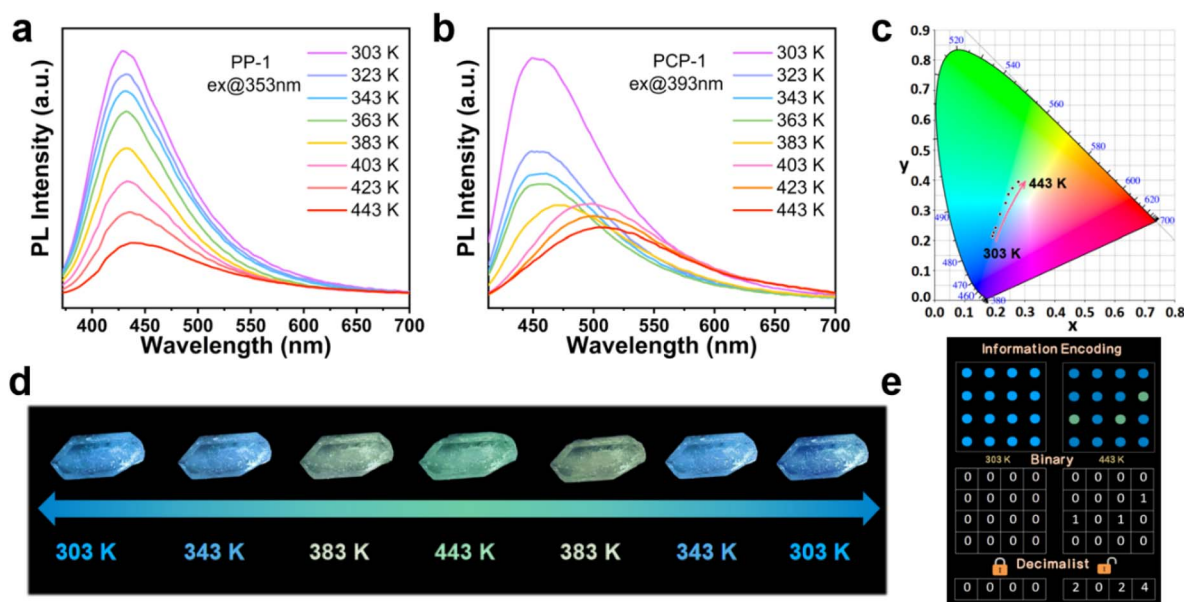 a
PL Intensity (a.u.)
PP-1
ex@353nm
303 K
323 K
343 K
363 K
383 K
403 K
423 K
443 K
400 450 500 550 600 650 700
Wavelength (nm)
b
PL Intensity (a.u.)
PCP-1
ex@393nm
303 K
323 K
343 K
363 K
383 K
403 K
423 K
443 K
450 500 550 600 650 700
Wavelength (nm)
c
y
0.9
0.8
0.7
0.6
0.5
0.4
0.3
0.2
0.1
0.0
520
540
560
580
600
620
700
490
480
470
460
380
443 K
303 K
0.0 0.1 0.2 0.3 0.4 0.5 0.6 0.7 0.8
x
d
303 K 343 K 383 K 443 K 383 K 343 K 303 K
e
Information Encoding
303 K Binary 443 K
0 0 0 0 0 0 0 0
0 0 0 0 0 0 0 1
0 0 0 0 1 0 1 0
0 0 0 0 0 0 0 0
Decimalist
0 0 0 0 2 0 2 4